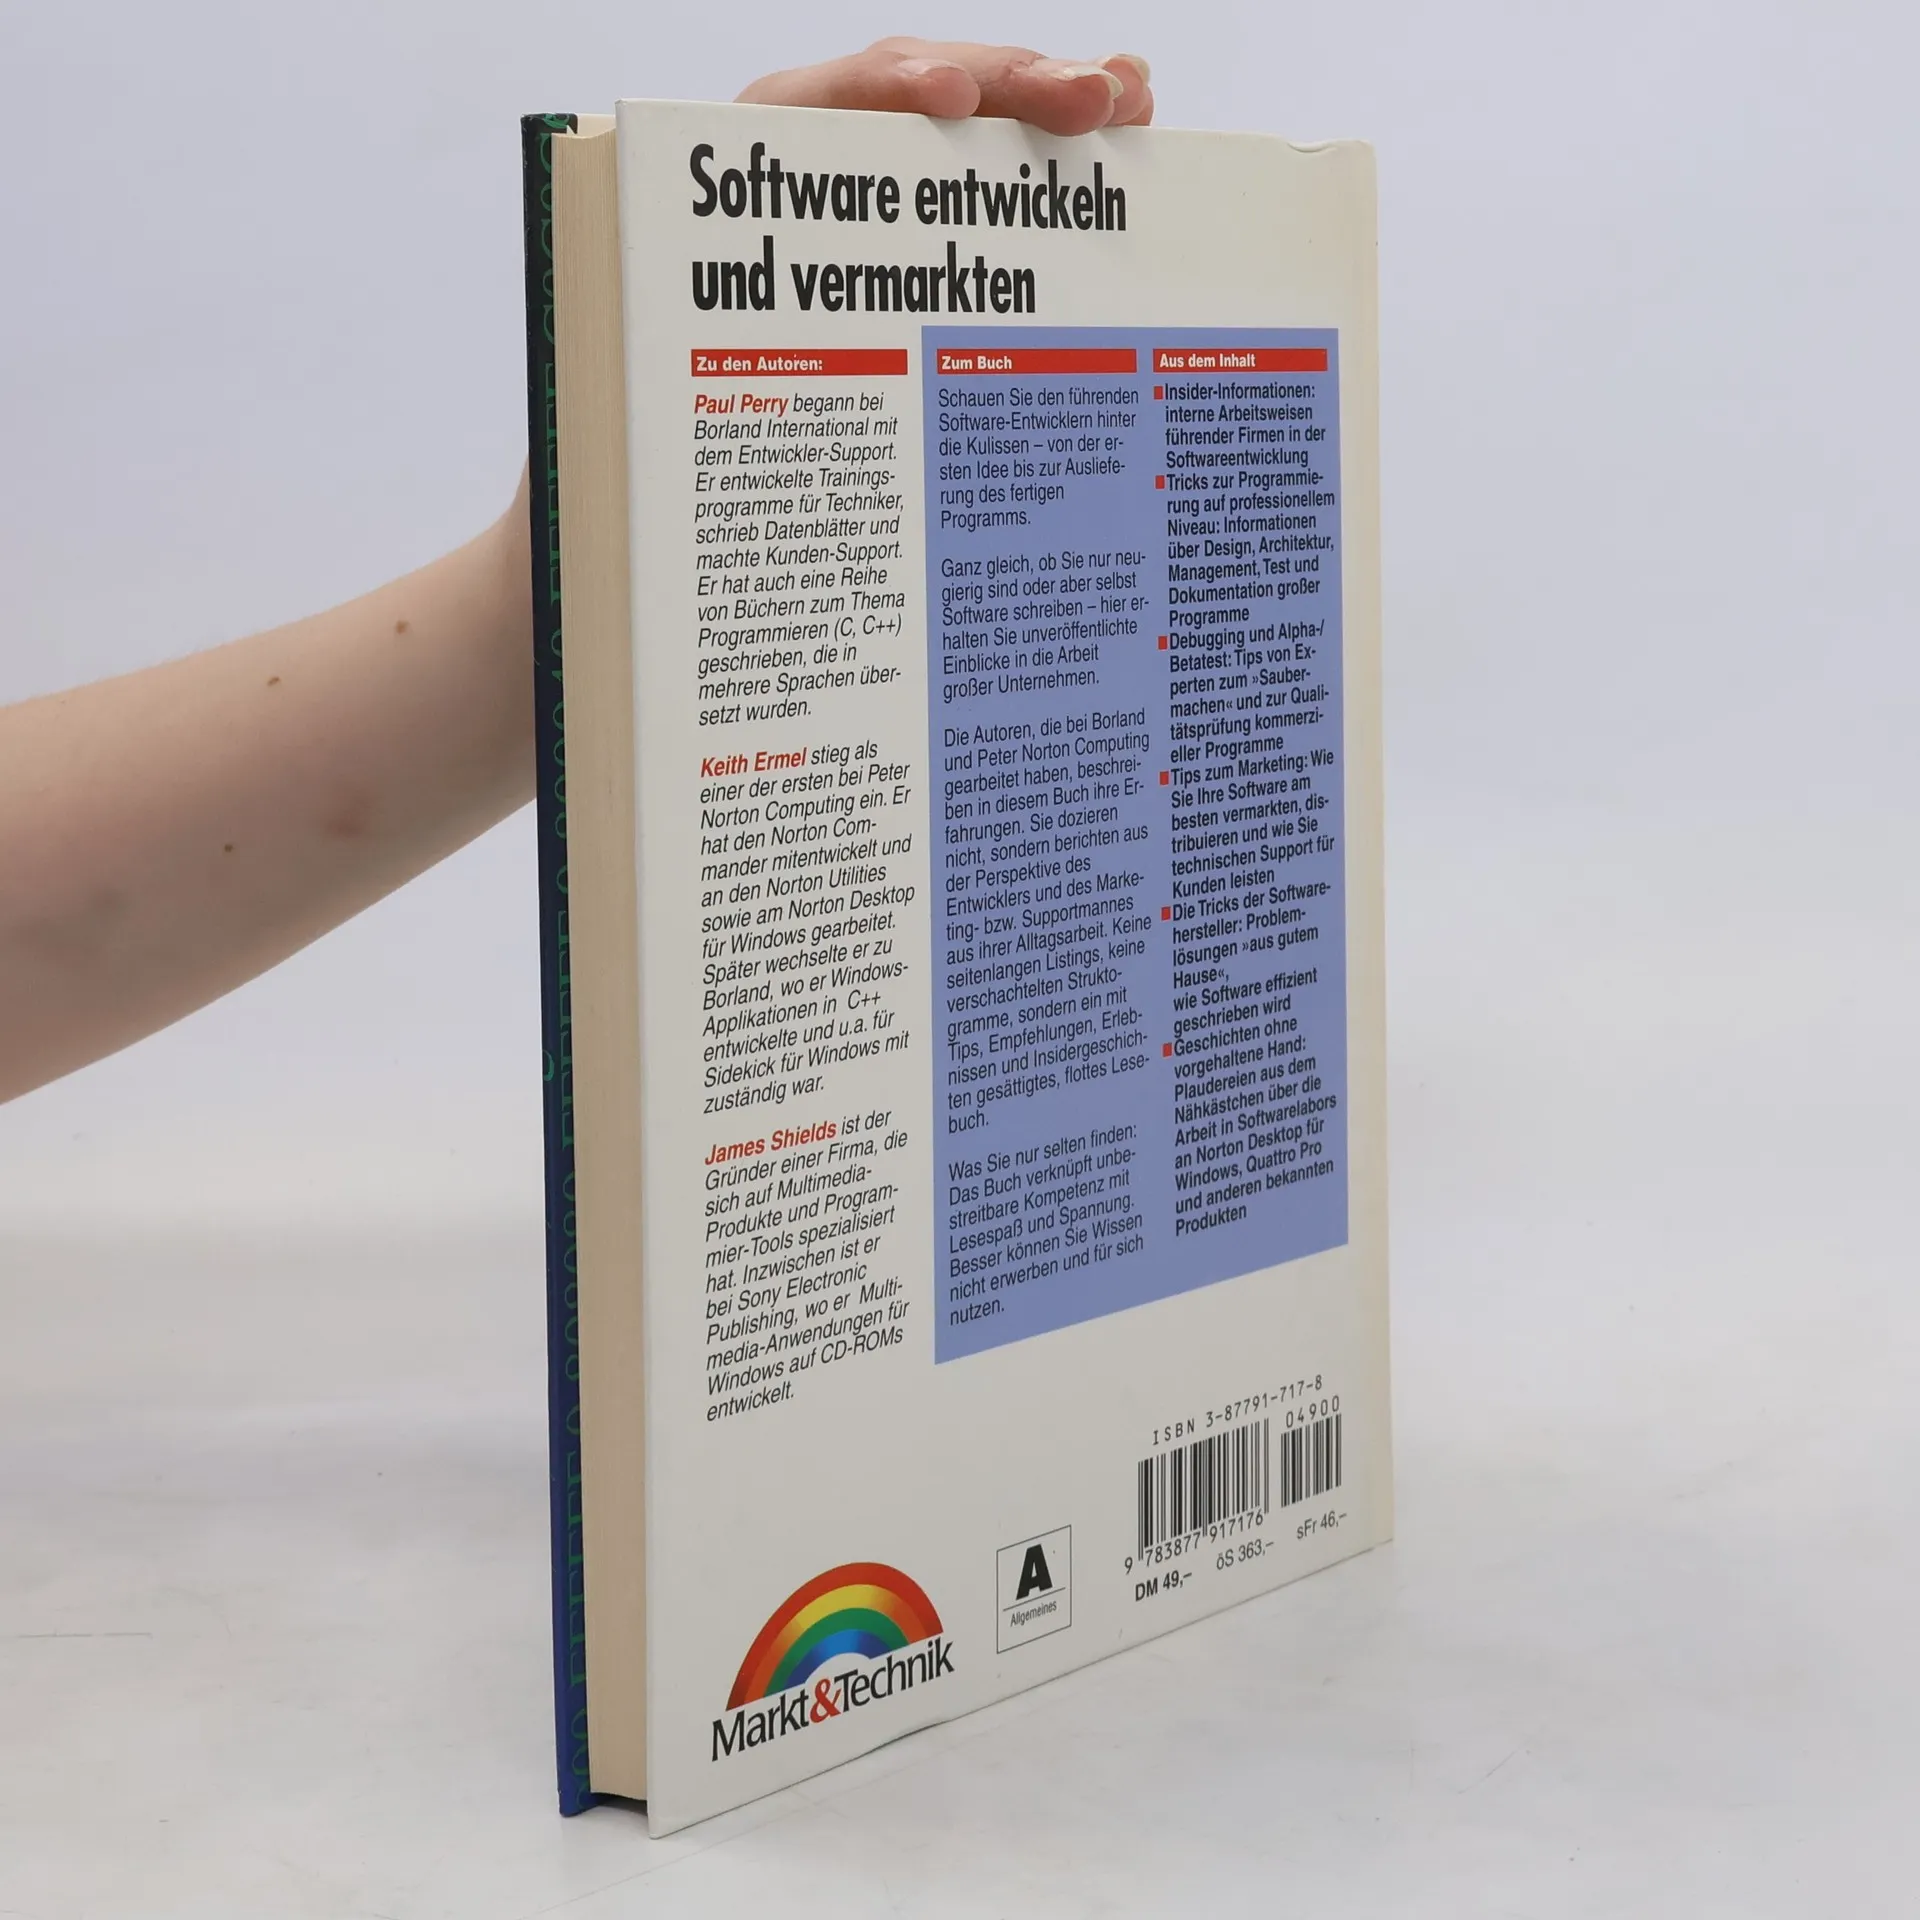 Software entwickeln
und vermarkten
Zu den Autoren:
Paul Perry begann bei
Borland International mit
dem Entwickler-Support.
Er entwickelte Trainings-
programme für Techniker,
schrieb Datenblätter und
machte Kunden-Support.
Er hat auch eine Reihe
von Büchern zum Thema
Programmieren (C, C++)
geschrieben, die in
mehrere Sprachen über-
setzt wurden.
Keith Ermel stieg als
einer der ersten bei Peter
Norton Computing ein. Er
hat den Norton Com-
mander mitentwickelt und
an den Norton Utilities
sowie am Norton Desktop
für Windows gearbeitet.
Später wechselte er zu
Borland, wo er Windows-
Applikationen in C++
entwickelte und u.a. für
Sidekick für Windows mit
zuständig war.
James Shields ist der
Gründer einer Firma, die
sich auf Multimedia-
Produkte und Program-
mier-Tools spezialisiert
hat. Inzwischen ist er
bei Sony Electronic
Publishing, wo er Multi-
media-Anwendungen für
Windows auf CD-ROMs
entwickelt.
Zum Buch
Schauen Sie den führenden
Software-Entwicklern hinter
die Kulissen – von der er-
sten Idee bis zur Ausliefe-
rung des fertigen
Programms.
Ganz gleich, ob Sie nur neu-
gierig sind oder aber selbst
Software schreiben – hier er-
halten Sie unveröffentlichte
Einblicke in die Arbeit
großer Unternehmen.
Die Autoren, die bei Borland
und Peter Norton Computing
gearbeitet haben, beschrei-
ben in diesem Buch ihre Er-
fahrungen. Sie dozieren
nicht, sondern berichten aus
der Perspektive des
Entwicklers und des Marke-
ting- bzw. Supportmannes
aus ihrer Alltagsarbeit. Keine
seitenlangen Listings, keine
verschachtelten Strukto-
gramme, sondern ein mit
Tips, Empfehlungen, Erleb-
nissen und Insidergeschich-
ten gesättigtes, flottes Lese-
buch.
Was Sie nur selten finden:
Das Buch verknüpft unbe-
streitbare Kompetenz mit
Lesespaß und Spannung.
Besser können Sie Wissen
nicht erwerben und für sich
nutzen.
Aus dem Inhalt
Insider-Informationen:
interne Arbeitsweisen
führender Firmen in der
Softwareentwicklung
Tricks zur Programmie-
rung auf professionellem
Niveau: Informationen
über Design, Architektur,
Management, Test und
Dokumentation großer
Programme
Debugging und Alpha-/
Betatest: Tips von Ex-
perten zum »Sauber-
machen« und zur Quali-
tätsprüfung kommerzi-
eller Programme
Tips zum Marketing: Wie
Sie Ihre Software am
besten vermarkten, dis-
tribuieren und wie Sie
technischen Support für
Kunden leisten
Die Tricks der Software-
hersteller: Problem-
lösungen »aus gutem
Hause«,
wie Software effizient
geschrieben wird
Geschichten ohne
vorgehaltene Hand:
Plaudereien aus dem
Nähkästchen über die
Arbeit in Softwarelabors
an Norton Desktop für
Windows, Quattro Pro
und anderen bekannten
Produkten
Markt&Technik
A
Allgemeines
ISBN 3-87791-717-8
04900
9 783877 917176
DM 49,– öS 363,– sFr 46,–